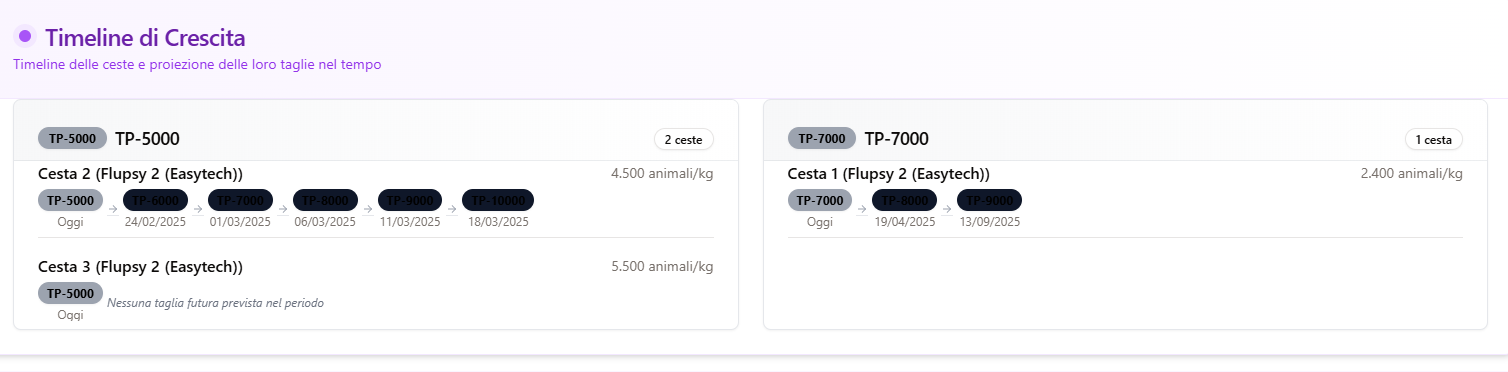 Timeline di Crescita
Timeline delle ceste e proiezione delle loro taglie nel tempo
TP-5000 TP-5000 2 ceste
Cesta 2 (Flupsy 2 (Easytech)) 4.500 animali/kg
TP-5000 → TP-6000 → TP-7000 → TP-8000 → TP-9000 → TP-10000
Oggi 24/02/2025 01/03/2025 06/03/2025 11/03/2025 18/03/2025
Cesta 3 (Flupsy 2 (Easytech)) 5.500 animali/kg
TP-5000 Nessuna taglia futura prevista nel periodo
Oggi
TP-7000 TP-7000 1 cesta
Cesta 1 (Flupsy 2 (Easytech)) 2.400 animali/kg
TP-7000 → TP-8000 → TP-9000
Oggi 19/04/2025 13/09/2025